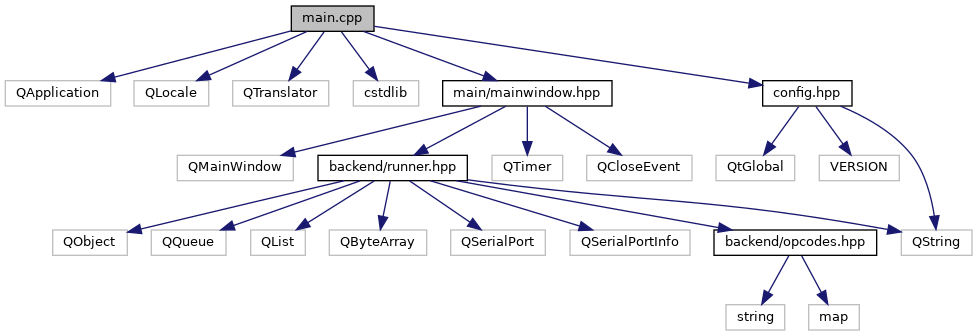 main.cpp
QApplication
QLocale
QTranslator
cstdlib
main/mainwindow.hpp
config.hpp
QMainWindow
backend/runner.hpp
QTimer
QCloseEvent
QtGlobal
VERSION
QObject
QQueue
QList
QByteArray
QSerialPort
QSerialPortInfo
backend/opcodes.hpp
QString
string
map